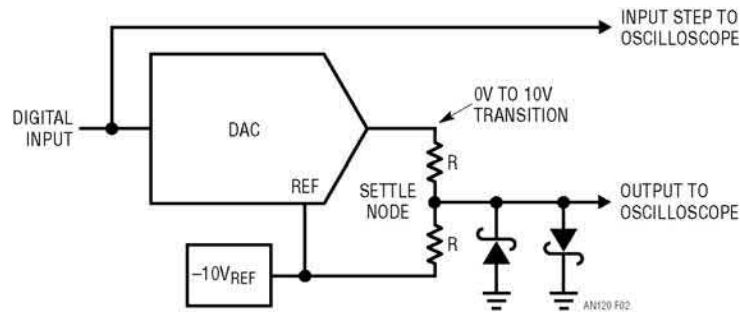 INPUT STEP TO
OSCILLOSCOPE
0V TO 10V
TRANSITION
DIGITAL
INPUT
DAC
R
REF
SETTLE
NODE
OUTPUT TO
OSCILLOSCOPE
R
–10VREF
AN120 F02